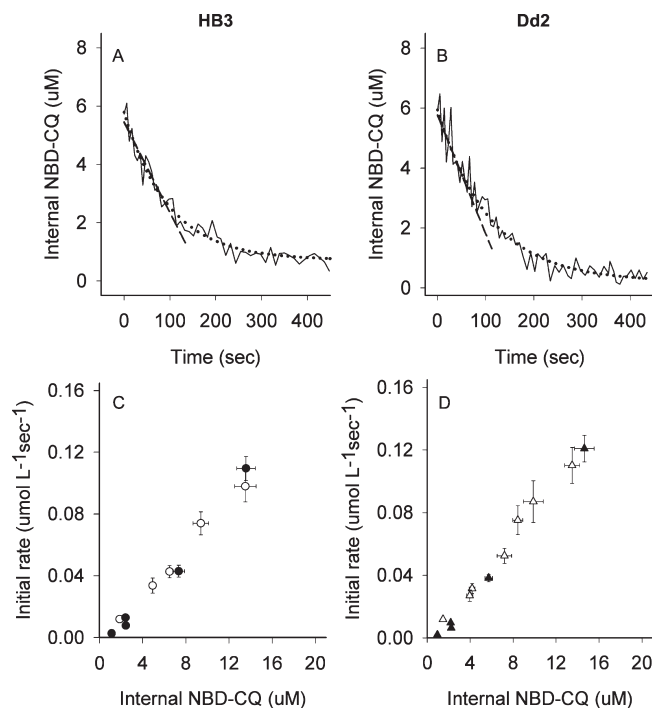 HB3
Dd2
A
B
Internal NBD-CQ (uM)
8
6
4
2
0
0 100 200 300 400
Time (sec)
Internal NBD-CQ (uM)
8
6
4
2
0
0 100 200 300 400
Time (sec)
C
D
Initial rate (umol L-1sec-1)
0.16
0.12
0.08
0.04
0.00
0 4 8 12 16 20
Internal NBD-CQ (uM)
Initial rate (umol L-1sec-1)
0.16
0.12
0.08
0.04
0.00
0 4 8 12 16 20
Internal NBD-CQ (uM)